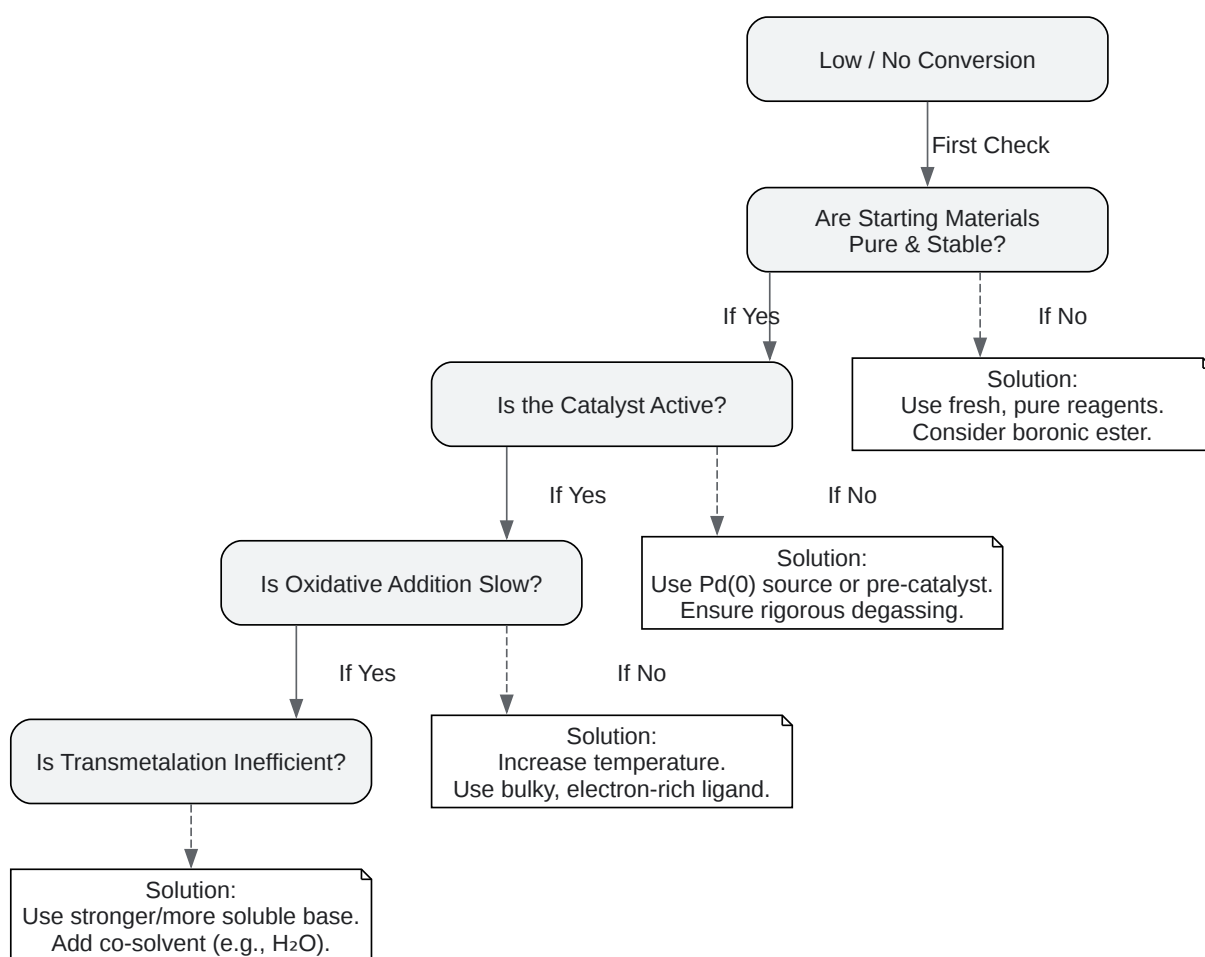 Low / No Conversion
First Check
Are Starting Materials
Pure & Stable?
If Yes
If No
Is the Catalyst Active?
Solution:
Use fresh, pure reagents.
Consider boronic ester.
If Yes
If No
Is Oxidative Addition Slow?
Solution:
Use Pd(0) source or pre-catalyst.
Ensure rigorous degassing.
If Yes
If No
Is Transmetalation Inefficient?
Solution:
Increase temperature.
Use bulky, electron-rich ligand.
Solution:
Use stronger/more soluble base.
Add co-solvent (e.g., H₂O).